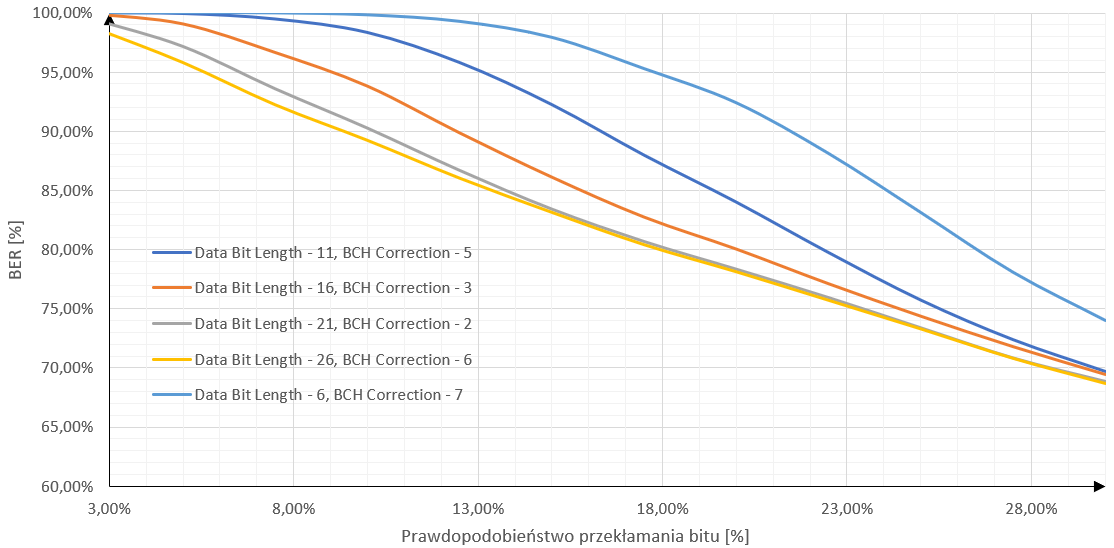 100,00%
95,00%
90,00%
85,00%
80,00%
75,00%
70,00%
65,00%
60,00%
BER [%]
Data Bit Length - 11, BCH Correction - 5
Data Bit Length - 16, BCH Correction - 3
Data Bit Length - 21, BCH Correction - 2
Data Bit Length - 26, BCH Correction - 6
Data Bit Length - 6, BCH Correction - 7
3,00% 8,00% 13,00% 18,00% 23,00% 28,00%
Prawdopodobieństwo przekłamania bitu [%]